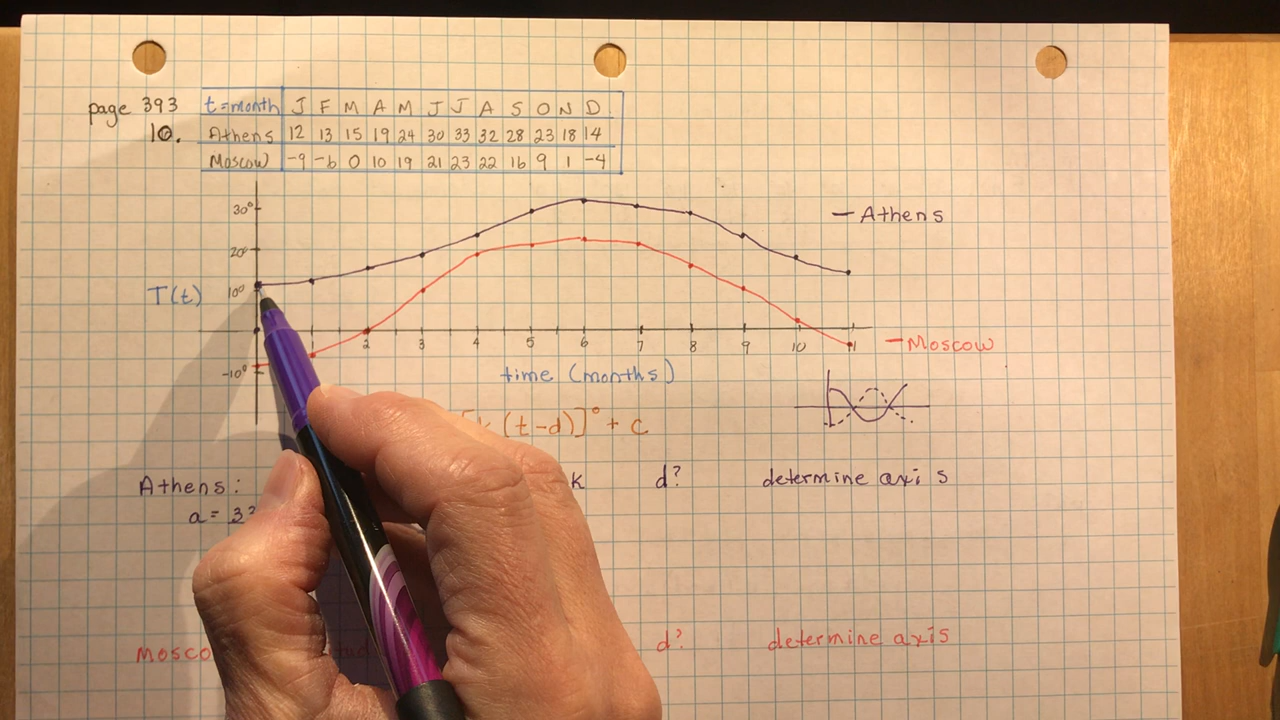 page 393 t=month J F M A M J J A S O N D
10. Athens 12 13 15 19 24 30 33 32 28 23 18 14
Moscow -9 -6 0 10 19 21 23 22 16 9 1 -4
30°
— Athens
20°
T(t) 10°
2 3 4 5 6 7 8 9 10 11
— Moscow
-10°
time (months)
(t-d)]° + c
Athens: k d? determine axis
a =
d? determine axis